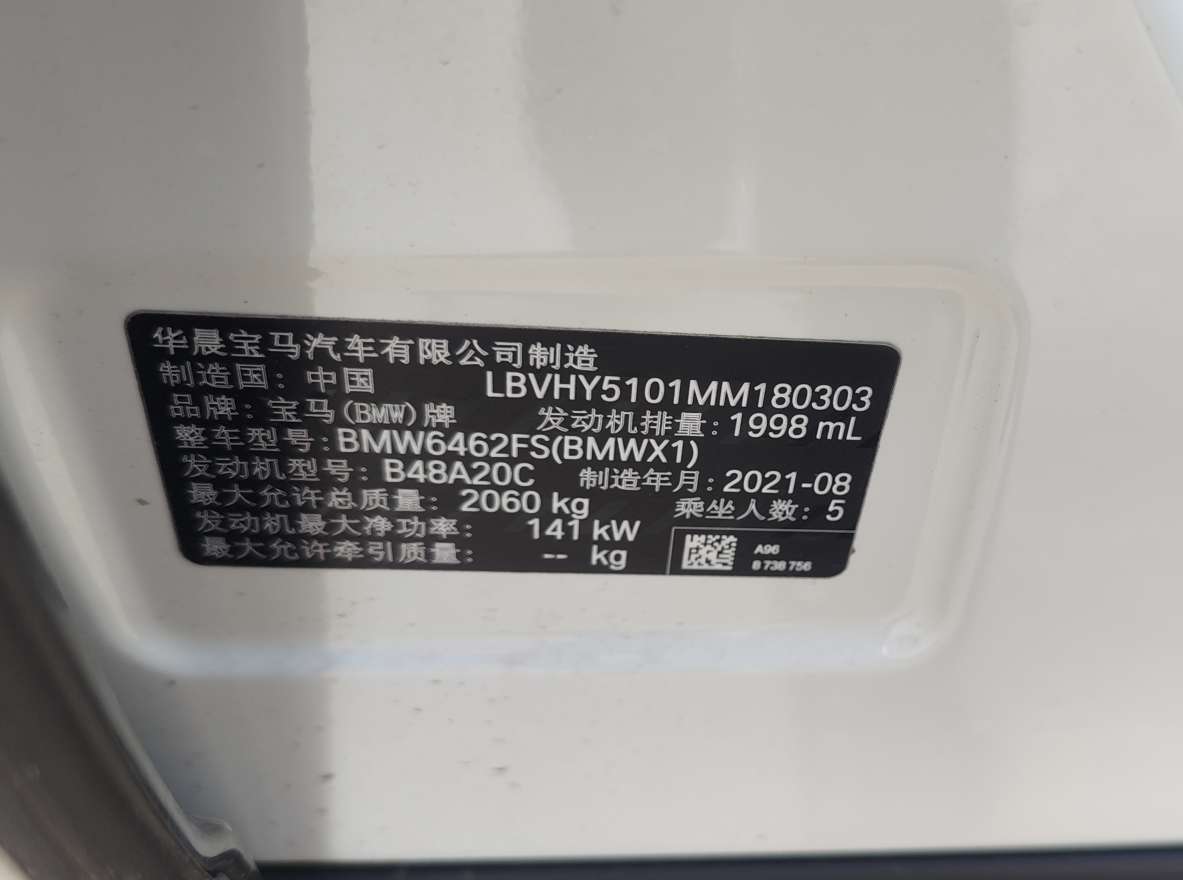 华晨宝马汽车有限公司制造
制造国：中国 LBVHY5101MM180303
品牌：宝马(BMW)牌 发动机排量：1998 mL
整车型号：BMW6462FS(BMWX1)
发动机型号：B48A20C 制造年月：2021-08
最大允许总质量：2060 kg 乘坐人数：5
发动机最大净功率：141 kW
最大允许牵引质量：-- kg
A96
8 738 756